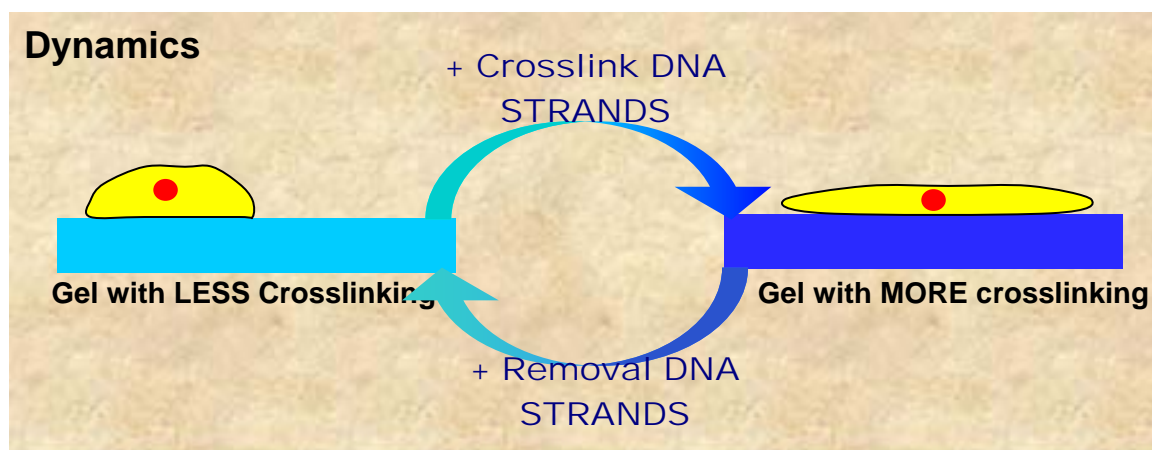 Dynamics
+ Crosslink DNA
STRANDS
Gel with LESS Crosslinking
Gel with MORE crosslinking
+ Removal DNA
STRANDS